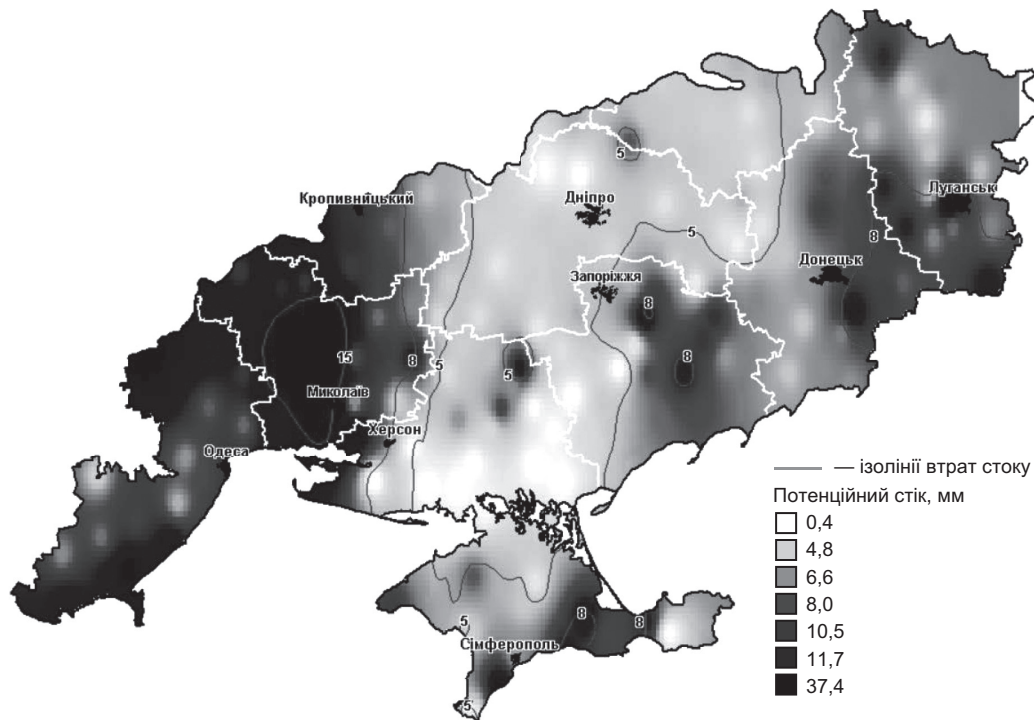 5
Кропивницький
Дніпро
Луганськ
5
8
Донецьк
Запоріжжя
8
15
8
5
5
8
Миколаїв
Херсон
Одеса
— ізолінії втрат стоку
Потенційний стік, мм
0,4
4,8
6,6
8,0
10,5
11,7
37,4
8
8
5
Сімферополь
5